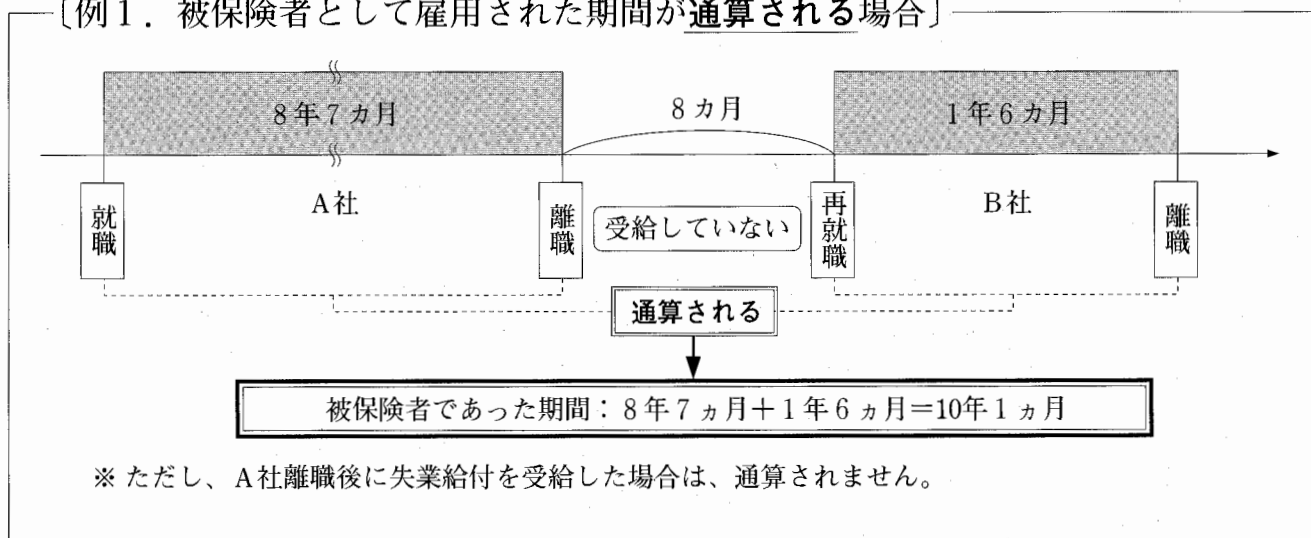 〔例1．被保険者として雇用された期間が通算される場合〕
8年7カ月
8カ月
1年6カ月
就職
A社
離職
受給していない
再就職
B社
離職
通算される
被保険者であった期間：8年7ヵ月＋1年6ヵ月＝10年1ヵ月
※ ただし、A社離職後に失業給付を受給した場合は、通算されません。